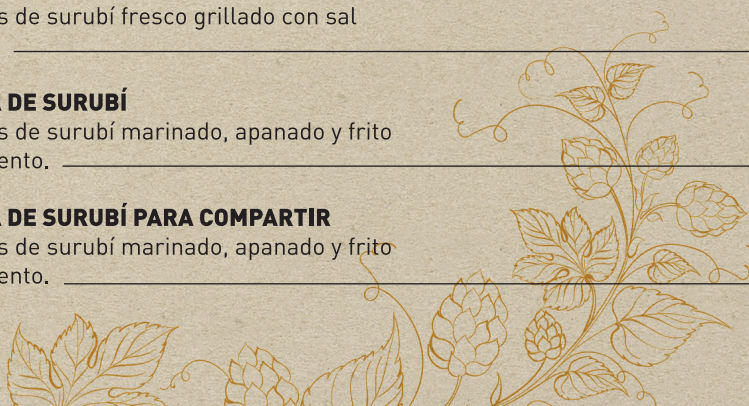 s de surubí fresco grillado con sal
DE SURUBÍ
s de surubí marinado, apanado y frito
ento.
DE SURUBÍ PARA COMPARTIR
s de surubí marinado, apanado y frito
ento.